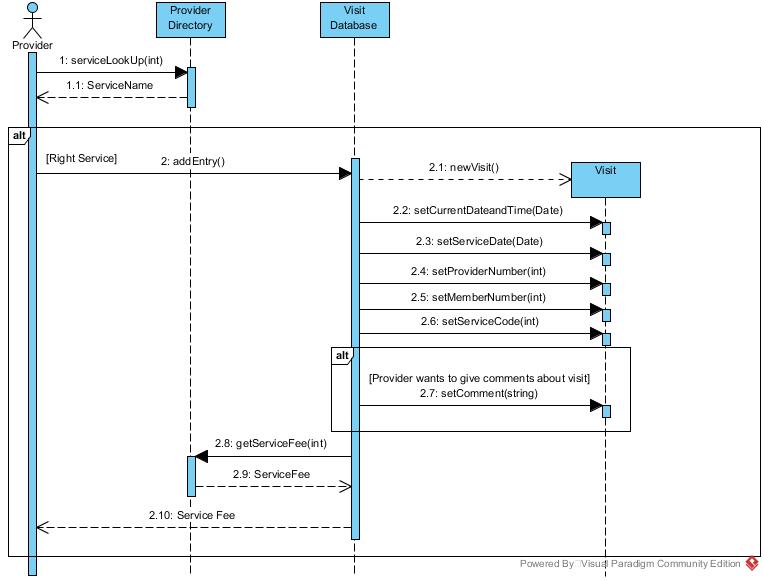 Provider
Directory
Visit
Database
Provider
1: serviceLookUp(int)
1.1: ServiceName
alt
[Right Service]
2: addEntry()
2.1: newVisit()
Visit
2.2: setCurrentDateandTime(Date)
2.3: setServiceDate(Date)
2.4: setProviderNumber(int)
2.5: setMemberNumber(int)
2.6: setServiceCode(int)
alt
[Provider wants to give comments about visit]
2.7: setComment(string)
2.8: getServiceFee(int)
2.9: ServiceFee
2.10: Service Fee
Powered By Visual Paradigm Community Edition